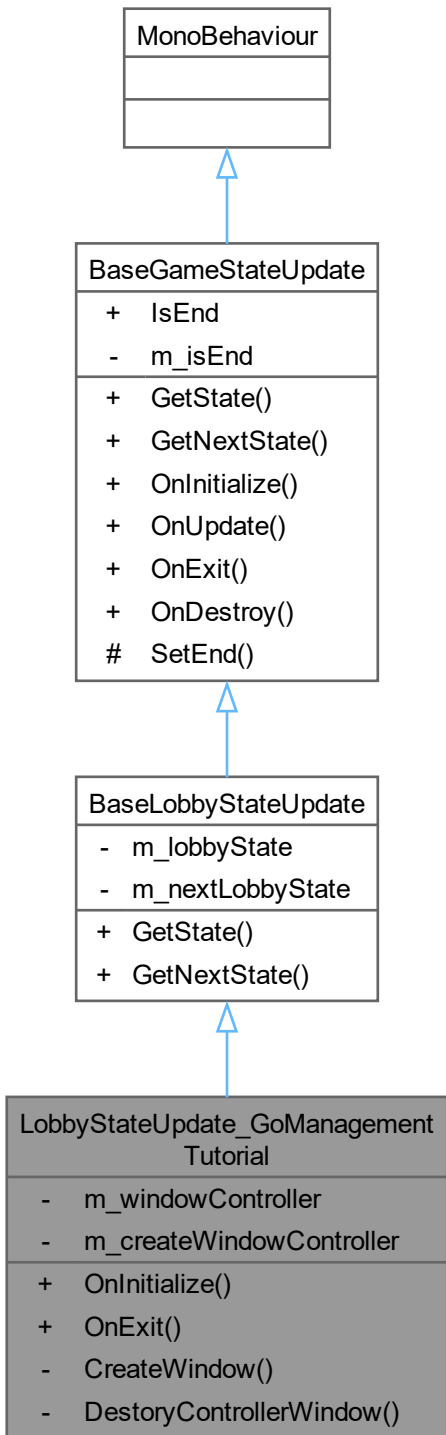 MonoBehaviour
BaseGameStateUpdate
+ IsEnd
- m_isEnd
+ GetState()
+ GetNextState()
+ OnInitialize()
+ OnUpdate()
+ OnExit()
+ OnDestroy()
# SetEnd()
BaseLobbyStateUpdate
- m_lobbyState
- m_nextLobbyState
+ GetState()
+ GetNextState()
LobbyStateUpdate_GoManagement
Tutorial
- m_windowController
- m_createWindowController
+ OnInitialize()
+ OnExit()
- CreateWindow()
- DestoryControllerWindow()